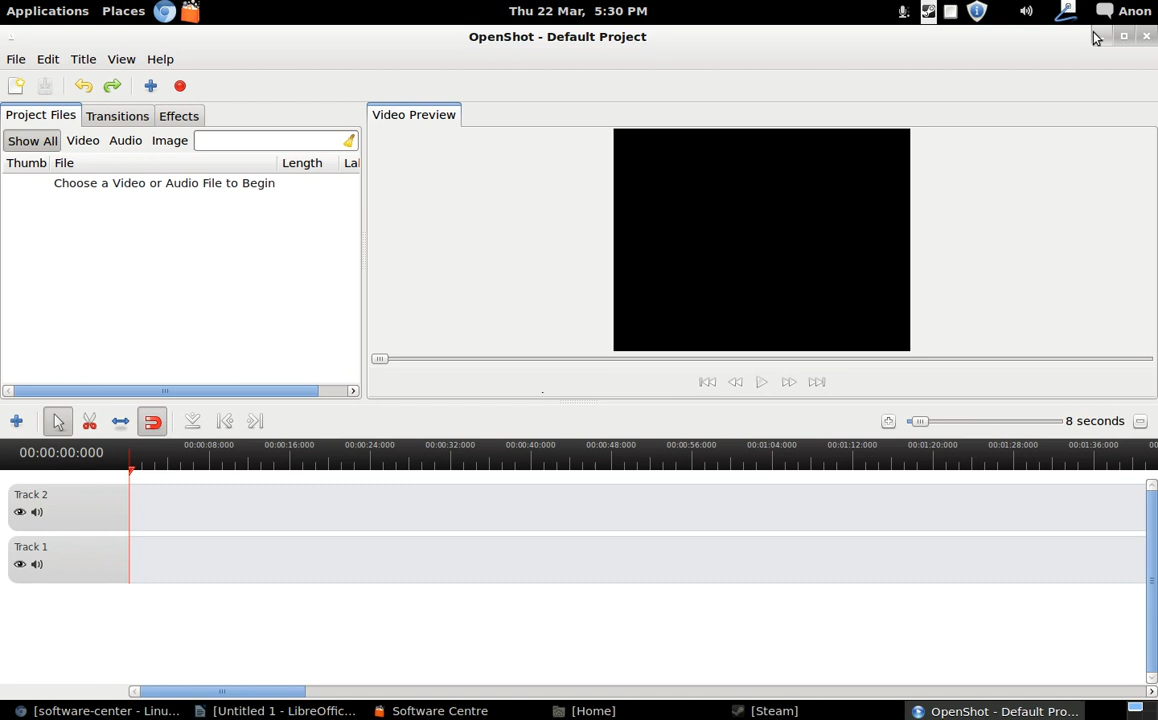 Applications Places Thu 22 Mar, 5:30 PM Anon
OpenShot - Default Project
File Edit Title View Help
Project Files Transitions Effects Video Preview
Show All Video Audio Image
Thumb File Length Lal
Choose a Video or Audio File to Begin
8 seconds
00:00:00:000 00:00:08:000 00:00:16:000 00:00:24:000 00:00:32:000 00:00:40:000 00:00:48:000 00:00:56:000 00:01:04:000 00:01:12:000 00:01:20:000 00:01:28:000 00:01:36:000 00
Track 2
Track 1
[software-center - Linu... [Untitled 1 - LibreOffic... Software Centre [Home] [Steam] OpenShot - Default Pro...